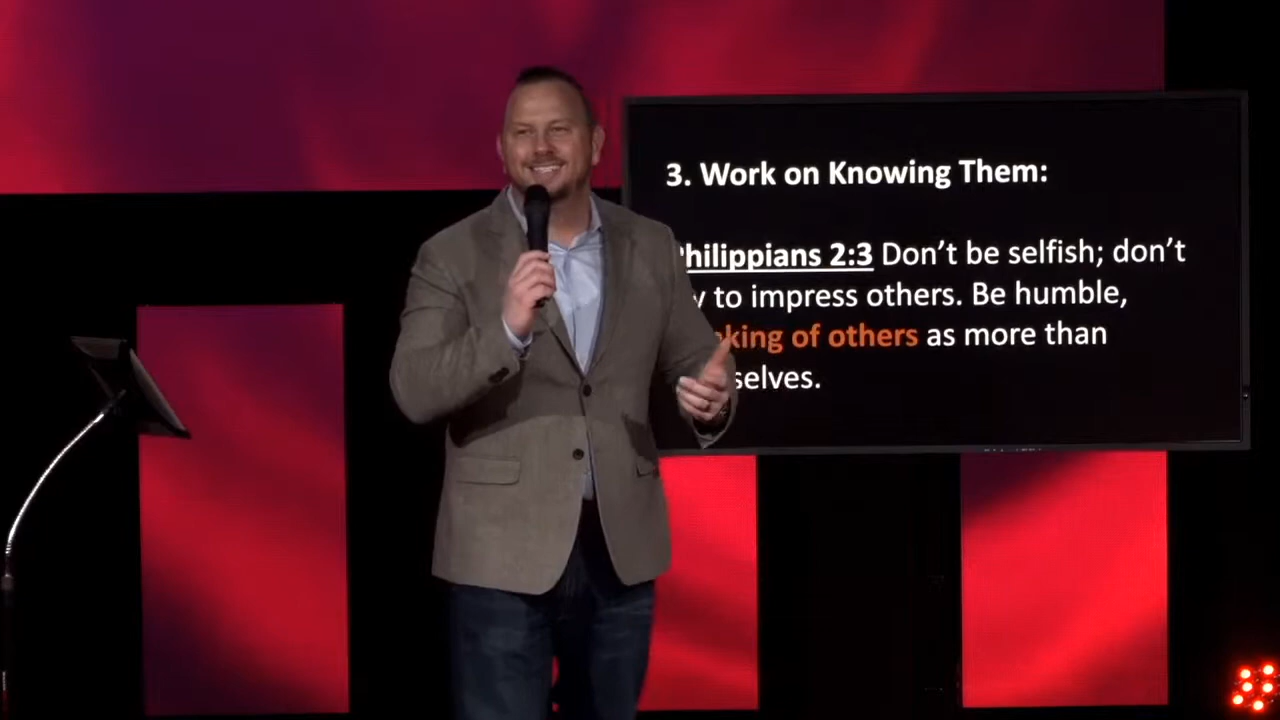 3. Work on Knowing Them:
Philippians 2:3 Don't be selfish; don't
to impress others. Be humble,
of others as more than